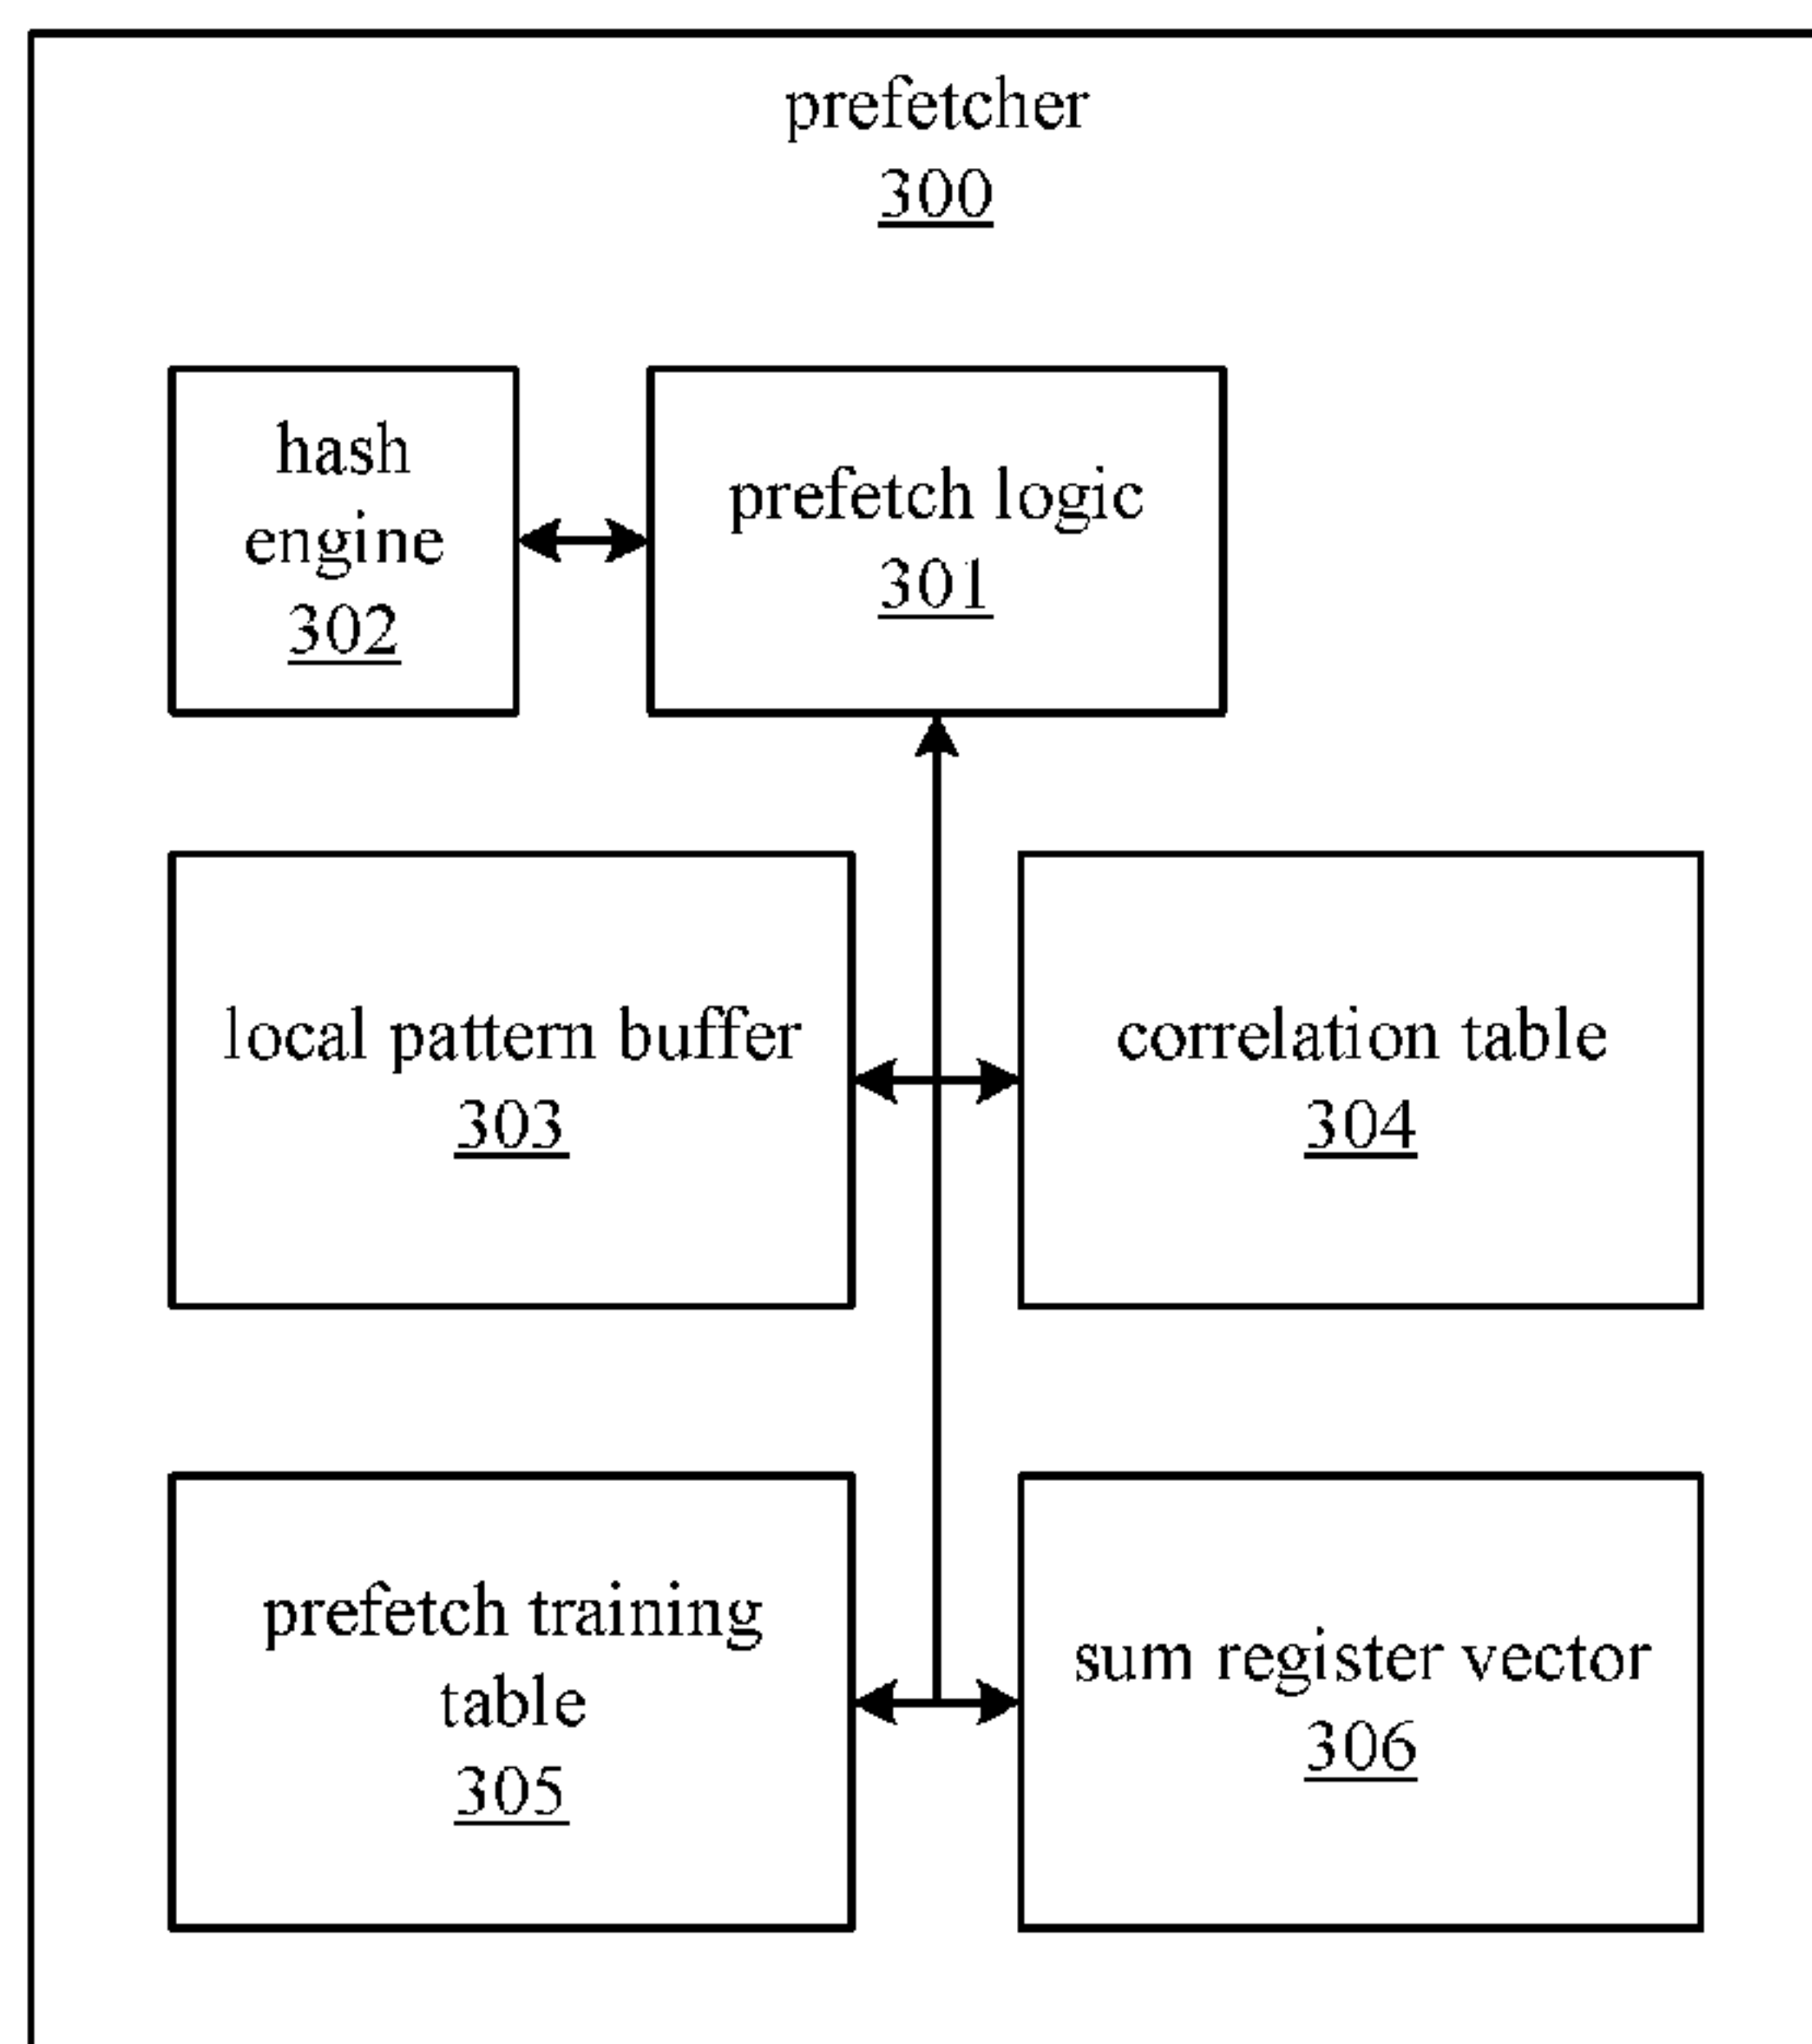 prefetcher
300
hash
engine
302
prefetch logic
301
local pattern buffer
303
correlation table
304
prefetch training
table
305
sum register vector
306